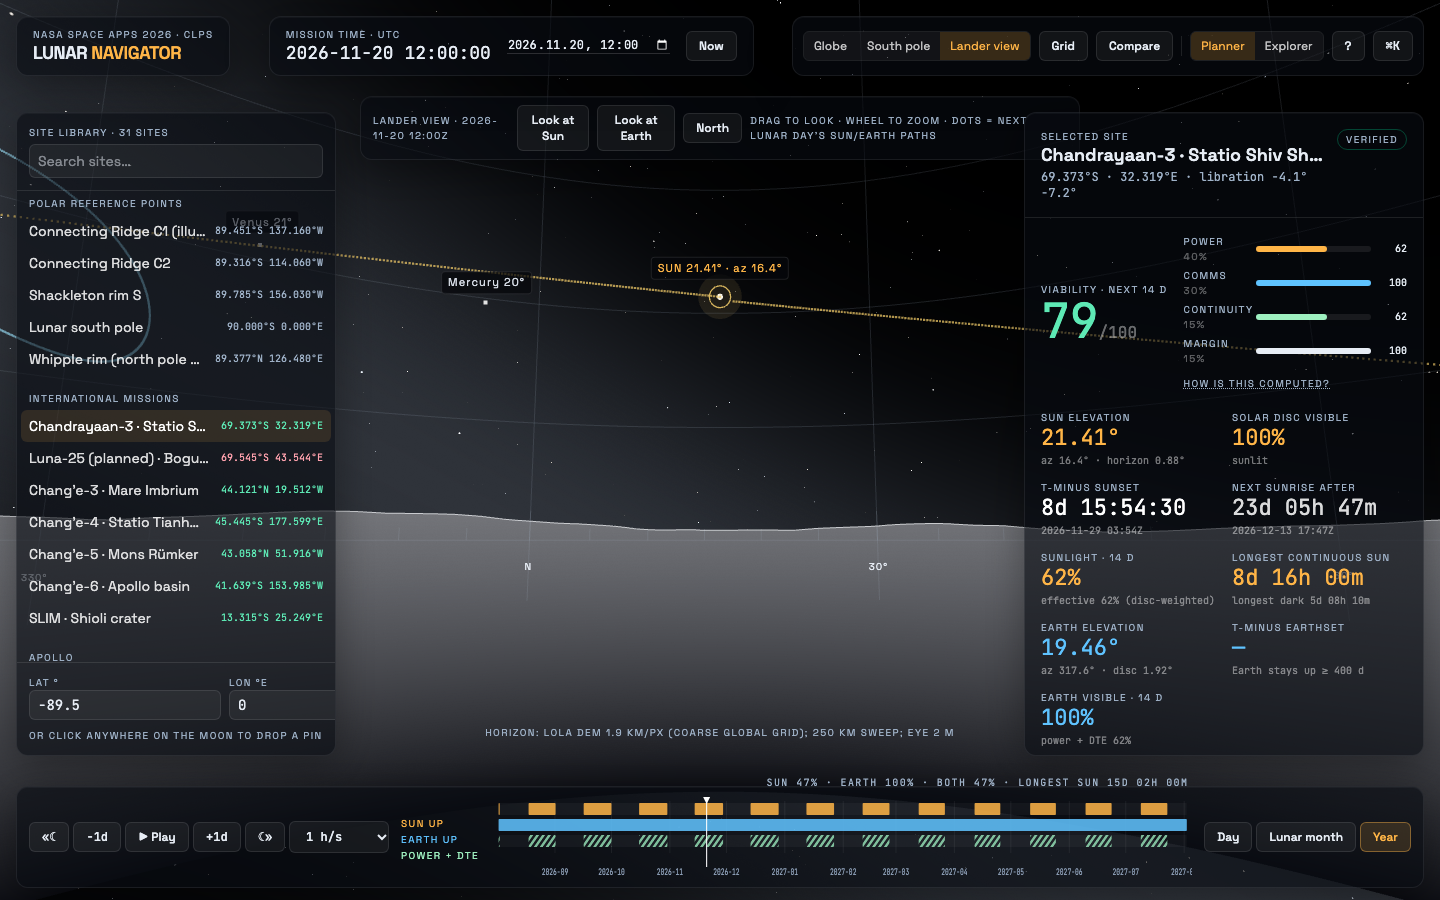 NASA SPACE APPS 2026 · CLPS
LUNAR NAVIGATOR
MISSION TIME · UTC
2026-11-20 12:00:00
2026.11.20, 12:00
Now
Globe
South pole
Lander view
Grid
Compare
Planner
Explorer
?
⌘K
SITE LIBRARY · 31 SITES
Search sites…
POLAR REFERENCE POINTS
Connecting Ridge C1 (illu… 89.451°S 137.160°W
Connecting Ridge C2 89.316°S 114.060°W
Shackleton rim S 89.785°S 156.030°W
Lunar south pole 90.000°S 0.000°E
Whipple rim (north pole … 89.377°N 126.480°E
INTERNATIONAL MISSIONS
Chandrayaan-3 · Statio S… 69.373°S 32.319°E
Luna-25 (planned) · Bogu… 69.545°S 43.544°E
Chang'e-3 · Mare Imbrium 44.121°N 19.512°W
Chang'e-4 · Statio Tianh… 45.445°S 177.599°E
Chang'e-5 · Mons Rümker 43.058°N 51.916°W
Chang'e-6 · Apollo basin 41.639°S 153.985°W
SLIM · Shioli crater 13.315°S 25.249°E
APOLLO
LAT °
LON °E
-89.5
0
OR CLICK ANYWHERE ON THE MOON TO DROP A PIN
330°
LANDER VIEW · 2026-
11-20 12:00Z
Look at
Sun
Look at
Earth
North
DRAG TO LOOK · WHEEL TO ZOOM · DOTS = NEXT
LUNAR DAY'S SUN/EARTH PATHS
Venus 21°
Mercury 20°
SUN 21.41° · az 16.4°
N
30°
HORIZON: LOLA DEM 1.9 KM/PX (COARSE GLOBAL GRID); 250 KM SWEEP; EYE 2 M
SELECTED SITE
VERIFIED
Chandrayaan-3 · Statio Shiv Sh…
69.373°S · 32.319°E · libration -4.1°
-7.2°
VIABILITY · NEXT 14 D
79/100
POWER
40%
62
COMMS
30%
100
CONTINUITY
15%
62
MARGIN
15%
100
HOW IS THIS COMPUTED?
SUN ELEVATION
21.41°
az 16.4° · horizon 0.88°
SOLAR DISC VISIBLE
100%
sunlit
T-MINUS SUNSET
8d 15:54:30
2026-11-29 03:54Z
NEXT SUNRISE AFTER
23d 05h 47m
2026-12-13 17:47Z
SUNLIGHT · 14 D
62%
effective 62% (disc-weighted)
LONGEST CONTINUOUS SUN
8d 16h 00m
longest dark 5d 08h 10m
EARTH ELEVATION
19.46°
az 317.6° · disc 1.92°
T-MINUS EARTHSET
—
Earth stays up ≥ 400 d
EARTH VISIBLE · 14 D
100%
power + DTE 62%
SUN 47% · EARTH 100% · BOTH 47% · LONGEST SUN 15D 02H 00M
«☾
-1d
▶ Play
+1d
☾»
1 h/s
SUN UP
EARTH UP
POWER + DTE
2026-09 2026-10 2026-11 2026-12 2027-01 2027-02 2027-03 2027-04 2027-05 2027-06 2027-07
Day
Lunar month
Year